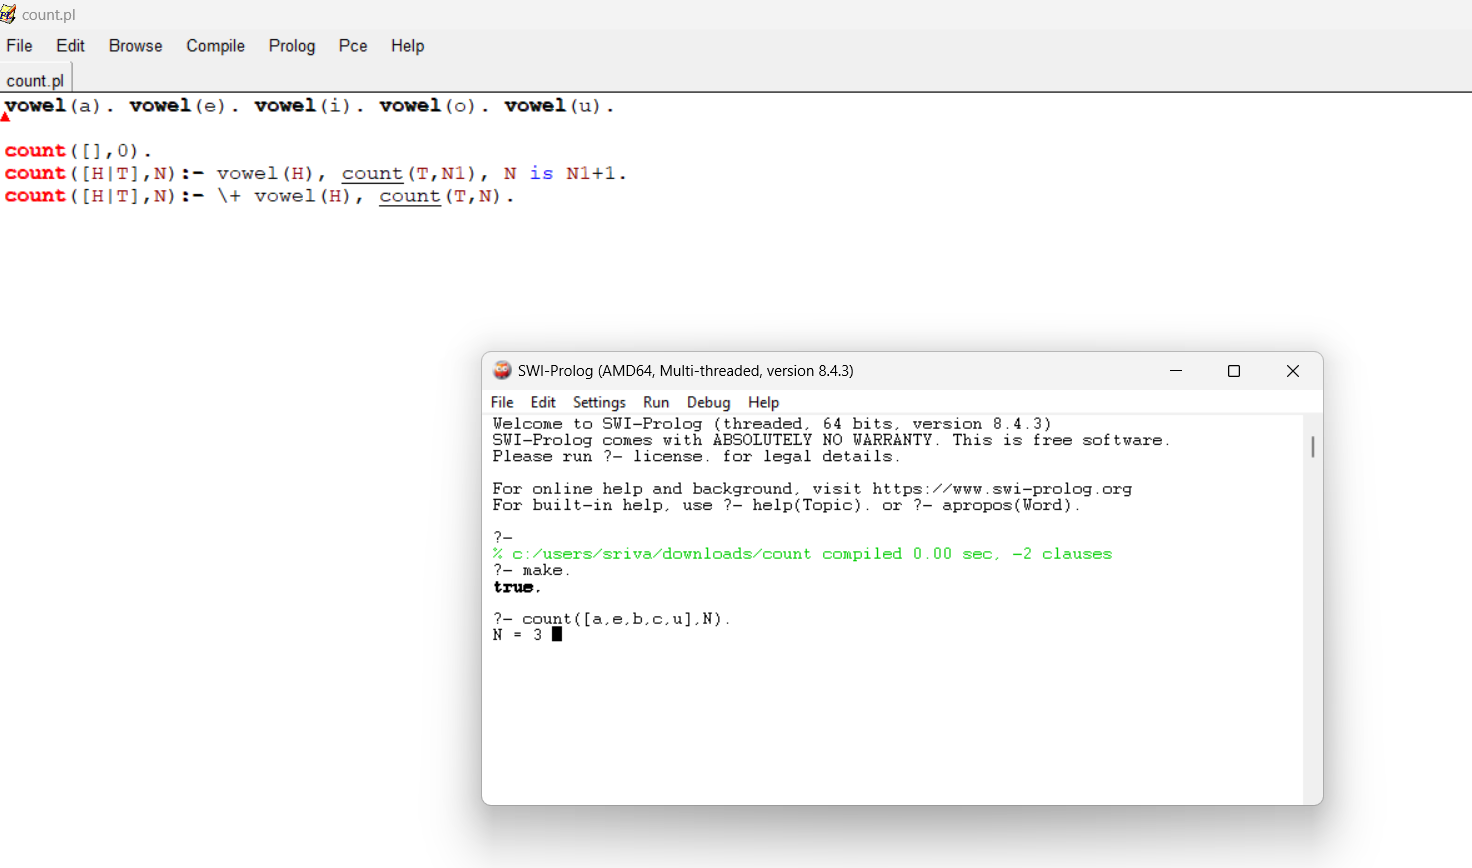 count.pl
File Edit Browse Compile Prolog Pce Help
count.pl
vowel(a). vowel(e). vowel(i). vowel(o). vowel(u).
count([],0).
count([H|T],N):- vowel(H), count(T,N1), N is N1+1.
count([H|T],N):- \+ vowel(H), count(T,N).
SWI-Prolog (AMD64, Multi-threaded, version 8.4.3)
File Edit Settings Run Debug Help
Welcome to SWI-Prolog (threaded, 64 bits, version 8.4.3)
SWI-Prolog comes with ABSOLUTELY NO WARRANTY. This is free software.
Please run ?- license. for legal details.
For online help and background, visit https://www.swi-prolog.org
For built-in help, use ?- help(Topic). or ?- apropos(Word).
?-
% c:/users/sriva/downloads/count compiled 0.00 sec, -2 clauses
?- make.
true.
?- count([a,e,b,c,u],N).
N = 3